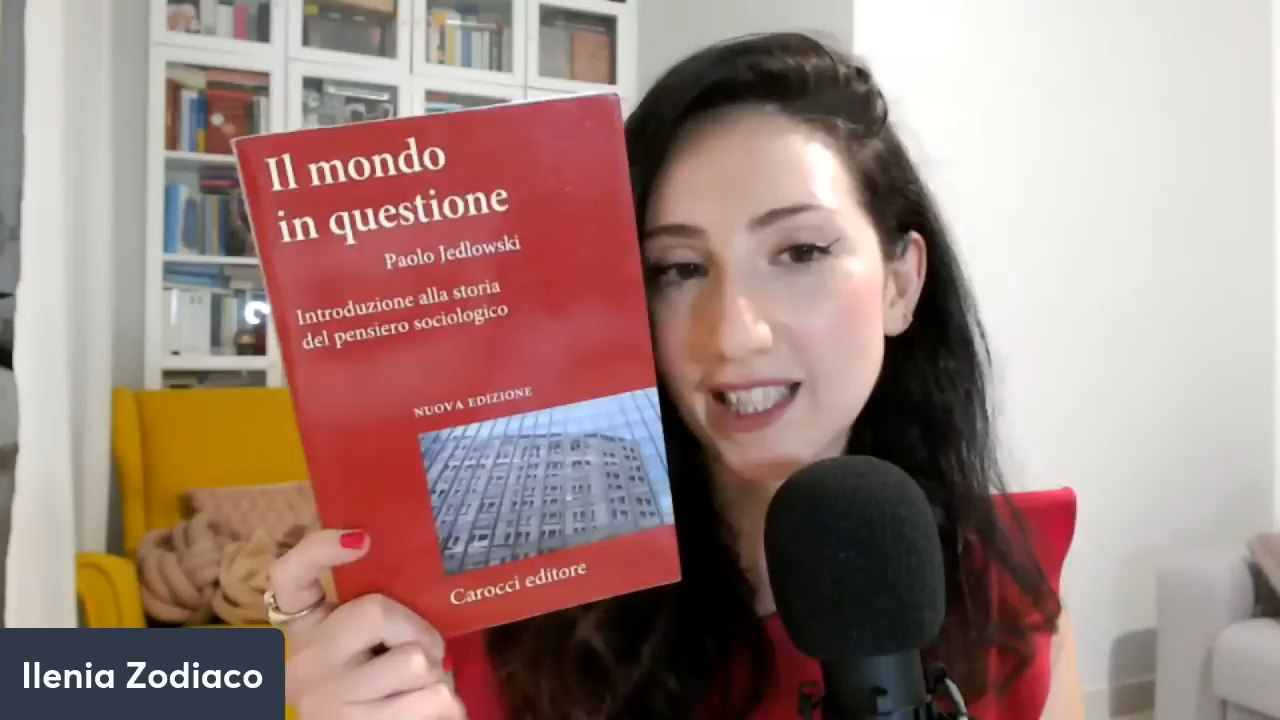 Il mondo
in questione
Paolo Jedlowski
Introduzione alla storia
del pensiero sociologico
NUOVA EDIZIONE
Carocci editore
Ilenia Zodiaco